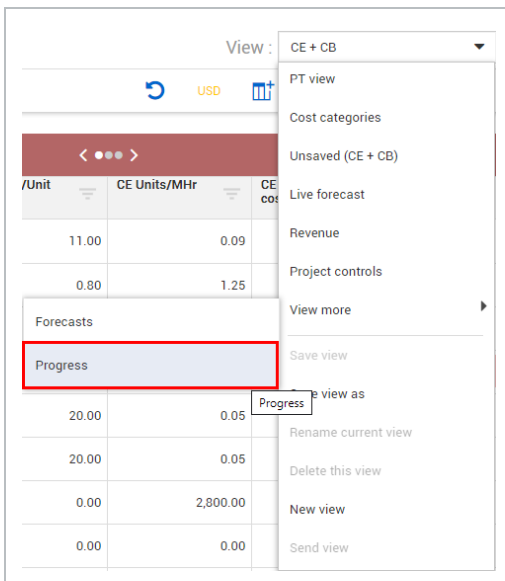 View : CE + CB
PT view
USD
Cost categories
Unsaved (CE + CB)
/Unit CE Units/MHr CE
cos
Live forecast
Revenue
11.00 0.09
Project controls
0.80 1.25
View more
Forecasts
Progress
Save view
Progress
e view as
20.00 0.05
Rename current view
20.00 0.05
Delete this view
0.00 2,800.00
New view
0.00 0.00
Send view